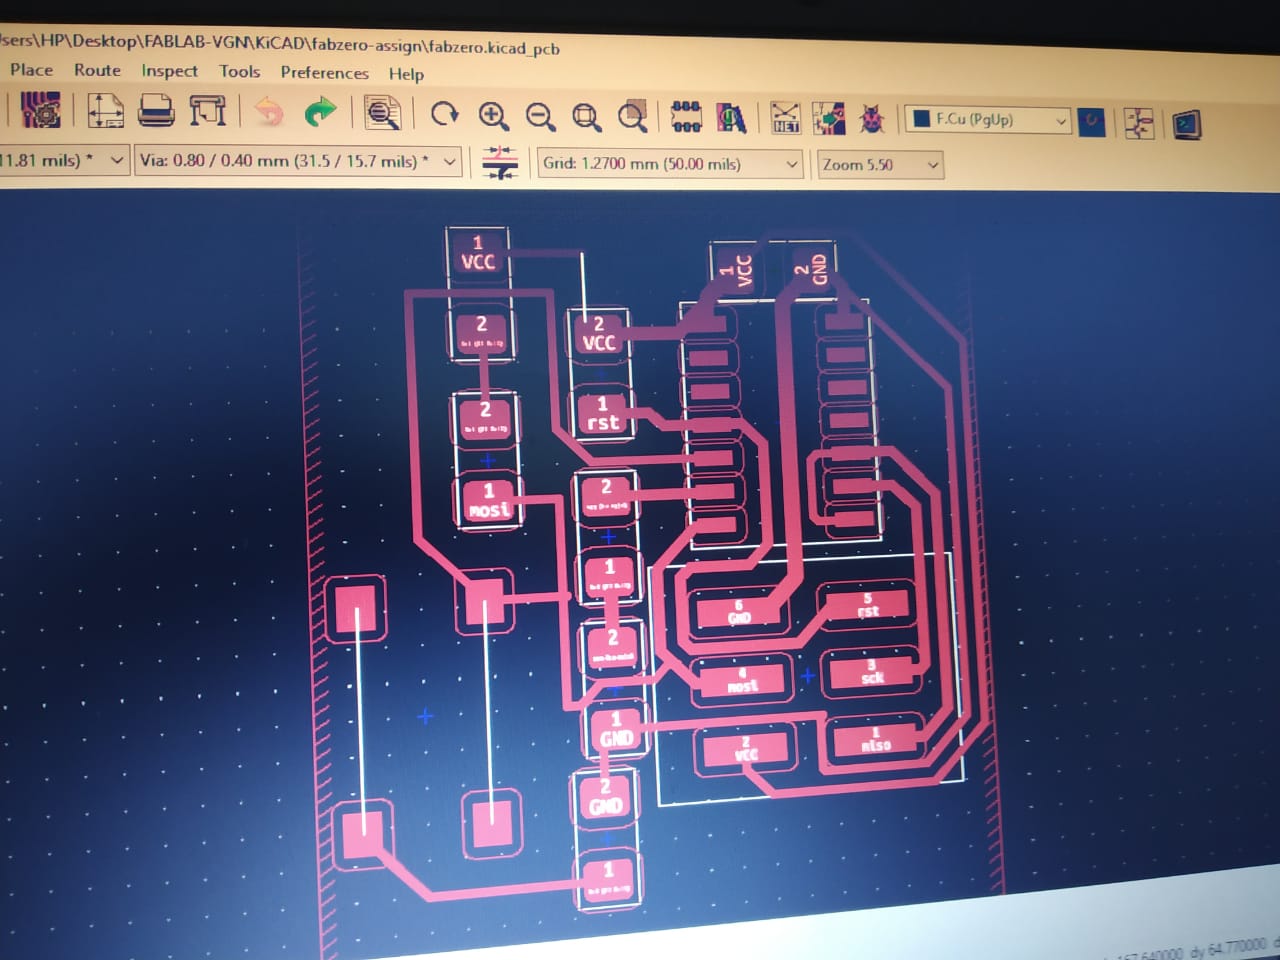 sers\HP\Desktop\FABLAB-VGN\KiCAD\fabzero-assign\fabzero.kicad_pcb
Place Route Inspect Tools Preferences Help
NET
F.Cu (PgUp)
11.81 mils) *
Via: 0.80 / 0.40 mm (31.5 / 15.7 mils) *
Grid: 1.2700 mm (50.00 mils)
Zoom 5.50
1
VCC
2
2
1
mosi
2
VCC
1
rst
2
1
2
1
GND
2
GND
1
1
VCC
2
GND
6
GND
5
rst
4
mosi
3
sck
2
VCC
1
miso
dy 64.770000